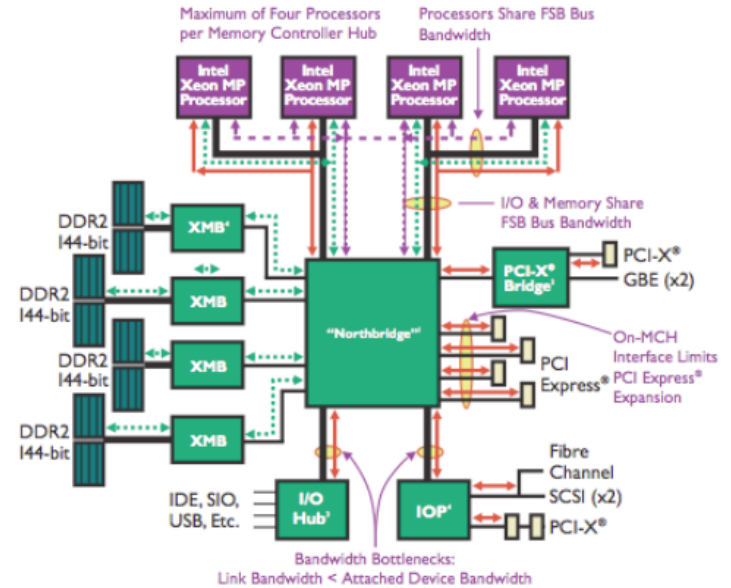 Maximum of Four Processors
per Memory Controller Hub
Processors Share FSB Bus
Bandwidth
Intel
Xeon MP
Processor
Intel
Xeon MP
Processor
Intel
Xeon MP
Processor
Intel
Xeon MP
Processor
I/O & Memory Share
FSB Bus Bandwidth
DDR2
144-bit
XMB⁴
DDR2
144-bit
XMB
DDR2
144-bit
XMB
DDR2
144-bit
XMB
"Northbridge"¹
PCI-X®
Bridge²
PCI-X®
GBE (x2)
PCI
Express®
On-MCH
Interface Limits
PCI Express®
Expansion
IDE, SIO,
USB, Etc.
I/O
Hub³
IOP⁴
Fibre
Channel
SCSI (x2)
PCI-X®
Bandwidth Bottlenecks:
Link Bandwidth < Attached Device Bandwidth